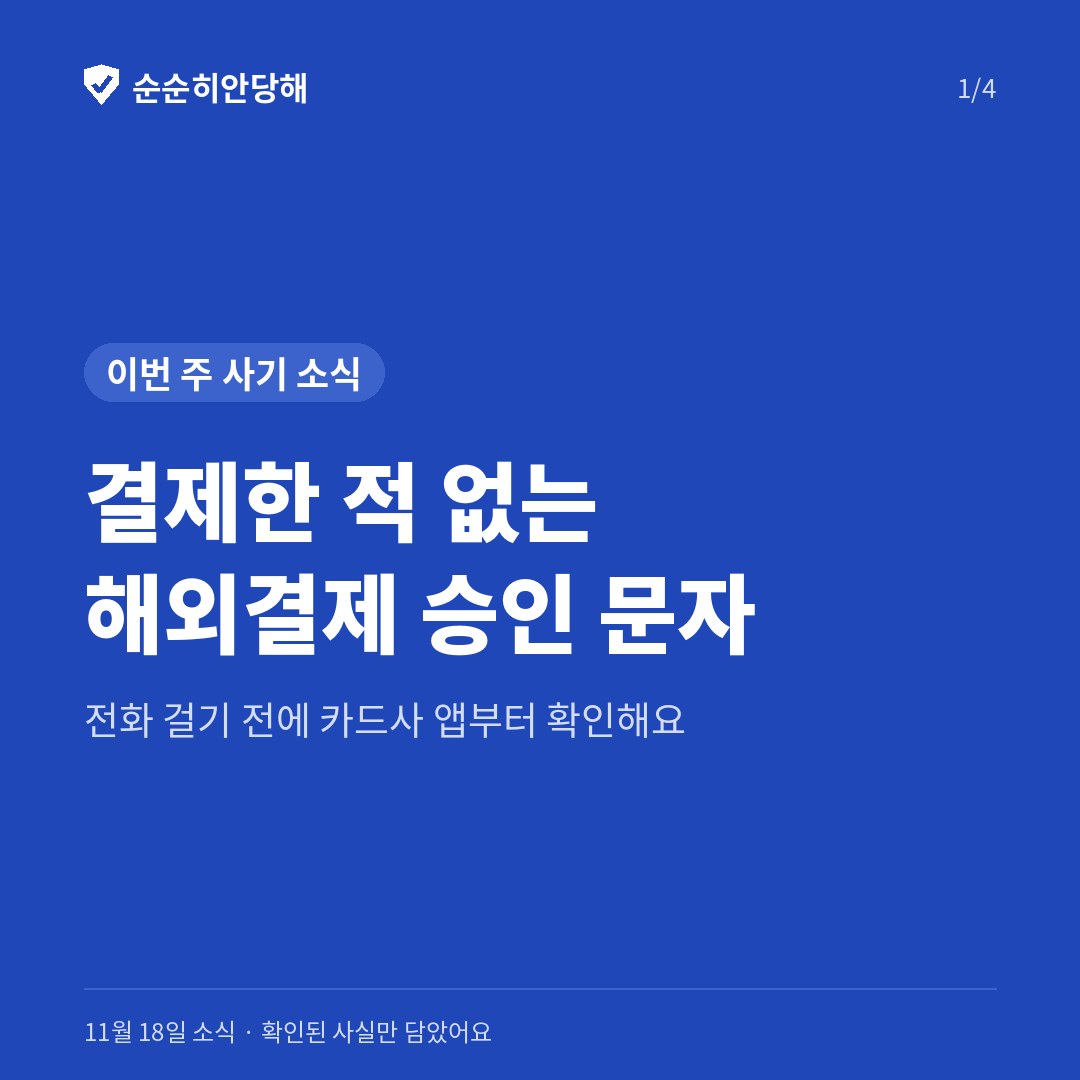 순순히안당해
1/4
이번 주 사기 소식
결제한 적 없는
해외결제 승인 문자
전화 걸기 전에 카드사 앱부터 확인해요
11월 18일 소식 · 확인된 사실만 담았어요